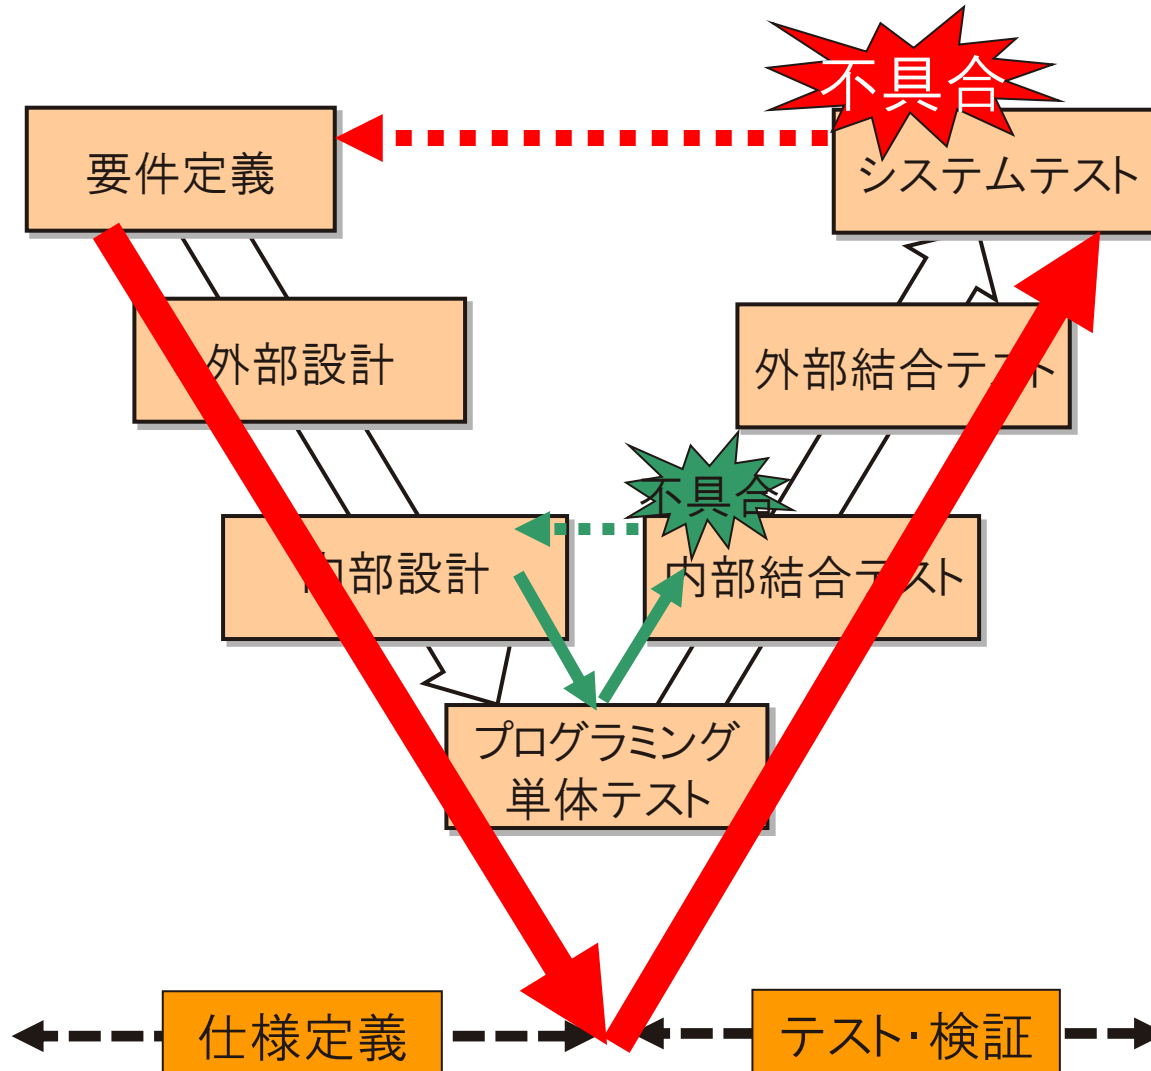 不具合
要件定義
システムテスト
外部設計
外部結合テスト
不具合
内部設計
内部結合テスト
プログラミング
単体テスト
仕様定義
テスト・検証